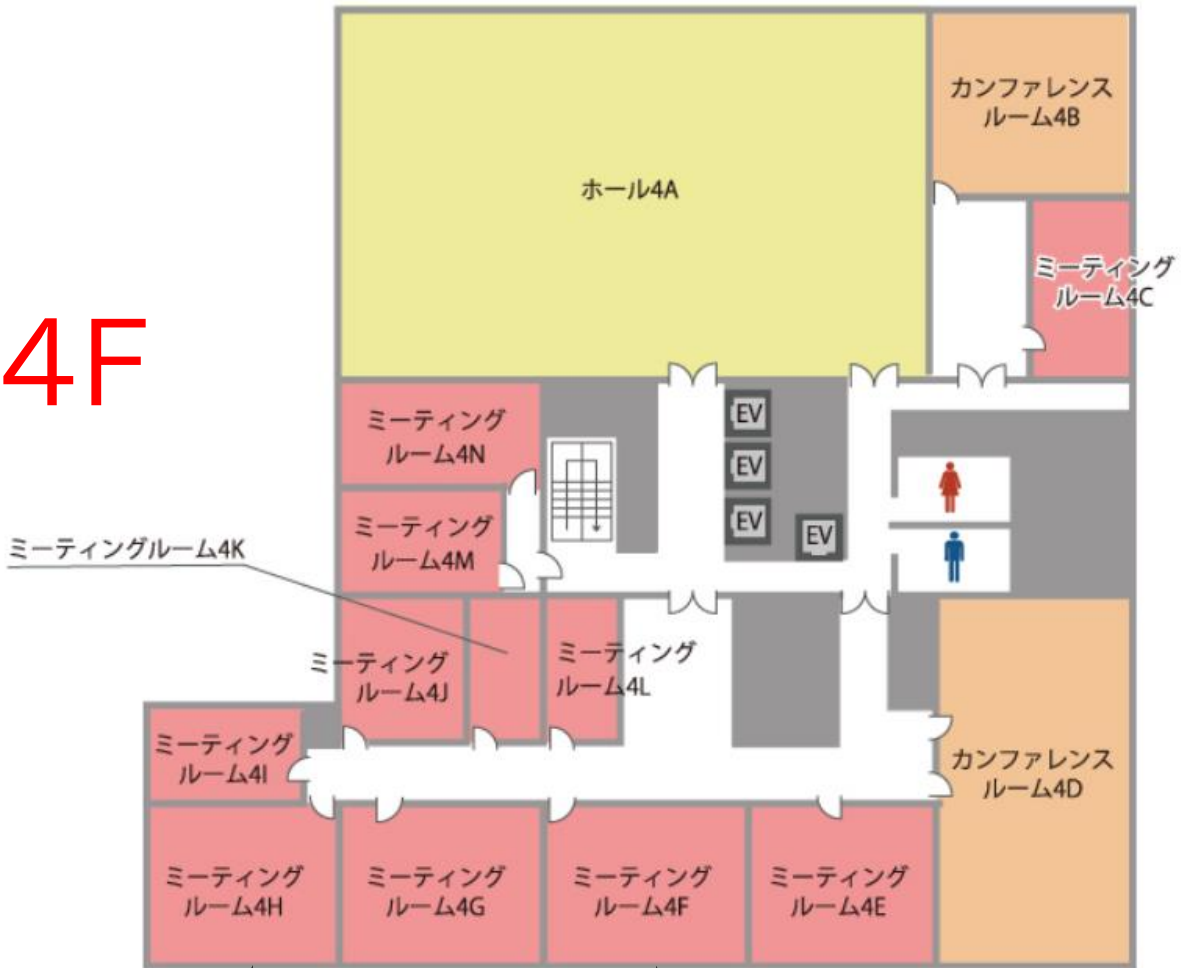 ホール4A
カンファレンス
ルーム4B
ミーティング
ルーム4C
4F
ミーティング
ルーム4N
EV
EV
EV
EV
ミーティング
ルーム4M
ミーティングルーム4K
ミーティング
ルーム4J
ミーティング
ルーム4L
ミーティング
ルーム4I
カンファレンス
ルーム4D
ミーティング
ルーム4H
ミーティング
ルーム4G
ミーティング
ルーム4F
ミーティング
ルーム4E